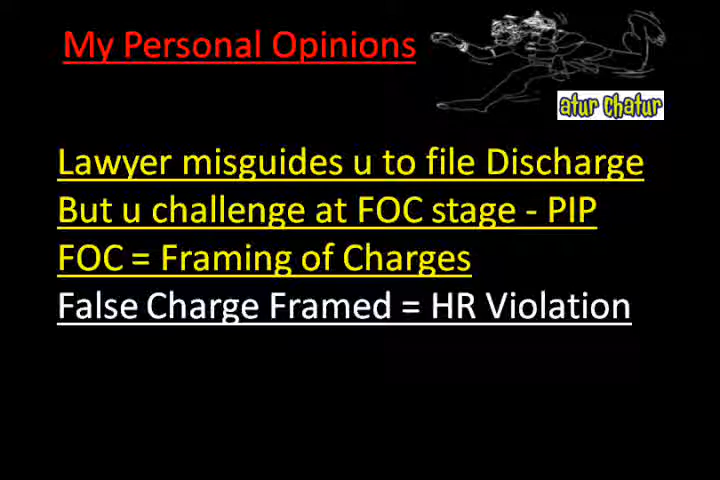 My Personal Opinions
atur chatur
Lawyer misguides u to file Discharge
But u challenge at FOC stage - PIP
FOC = Framing of Charges
False Charge Framed = HR Violation